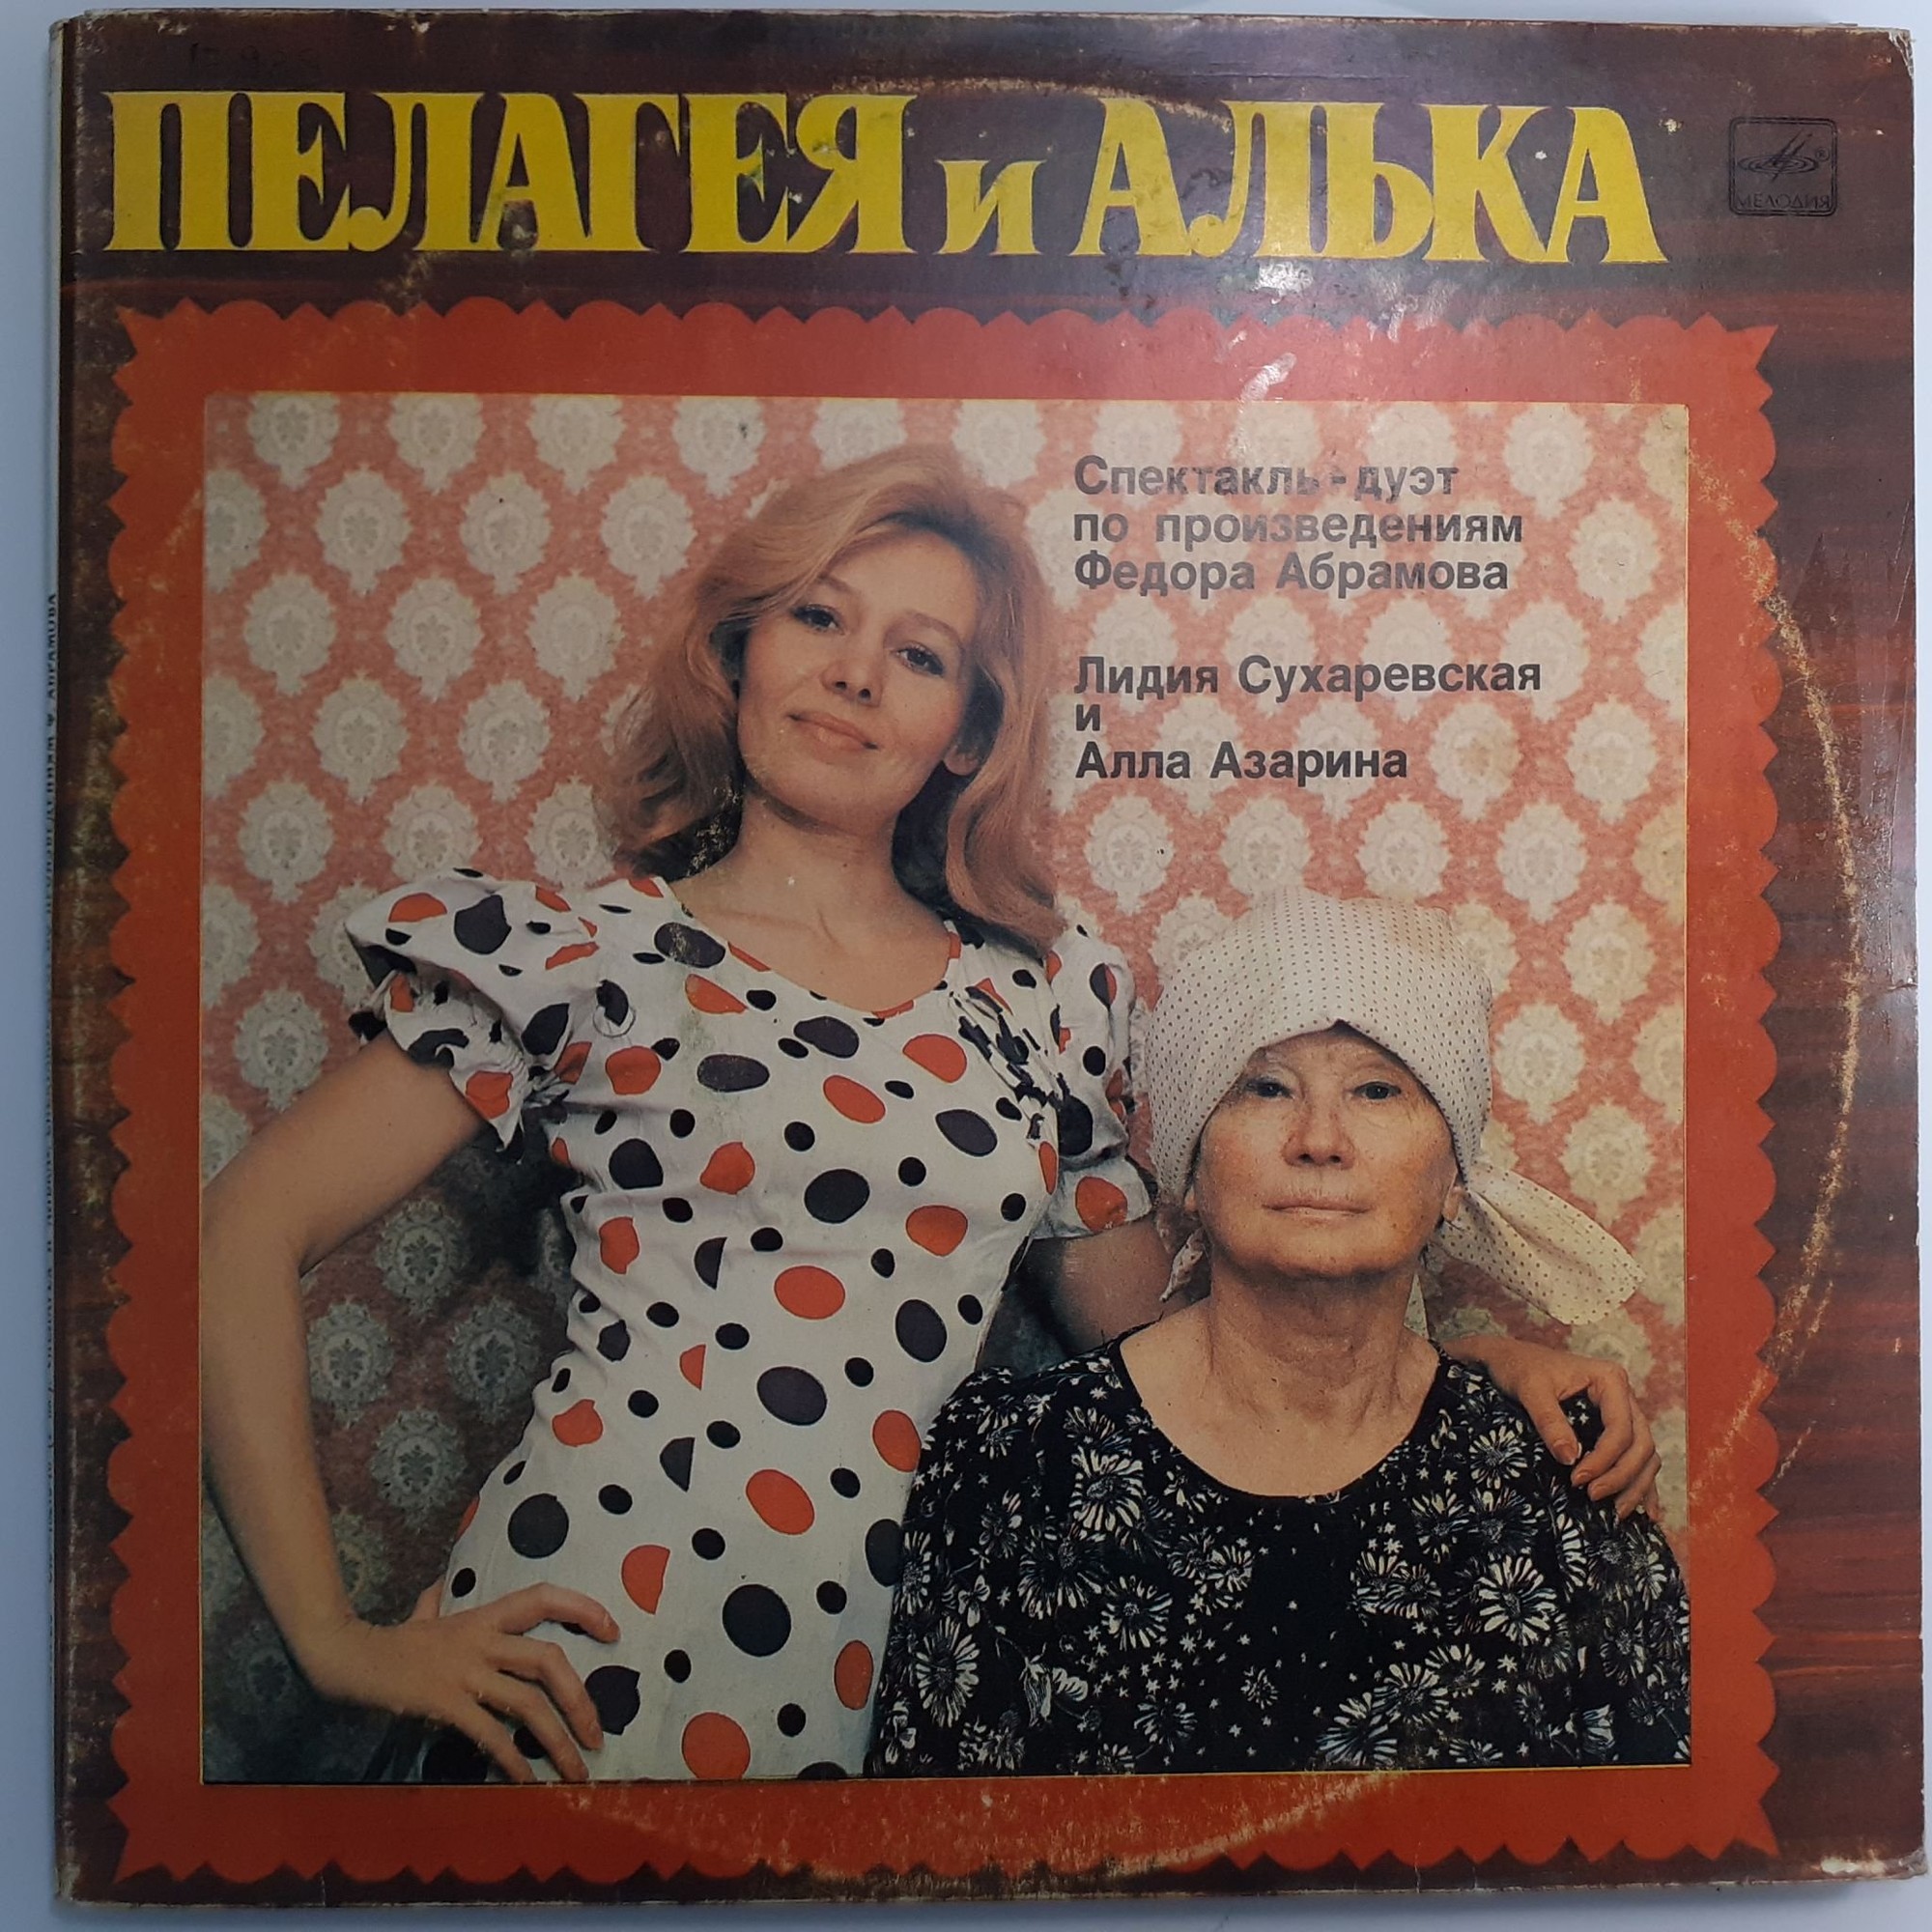 ПЕЛАГЕЯ и АЛЬКА
МЕЛОДИЯ
Спектакль-дуэт
по произведениям
Федора Абрамова
Лидия Сухаревская
и
Алла Азарина